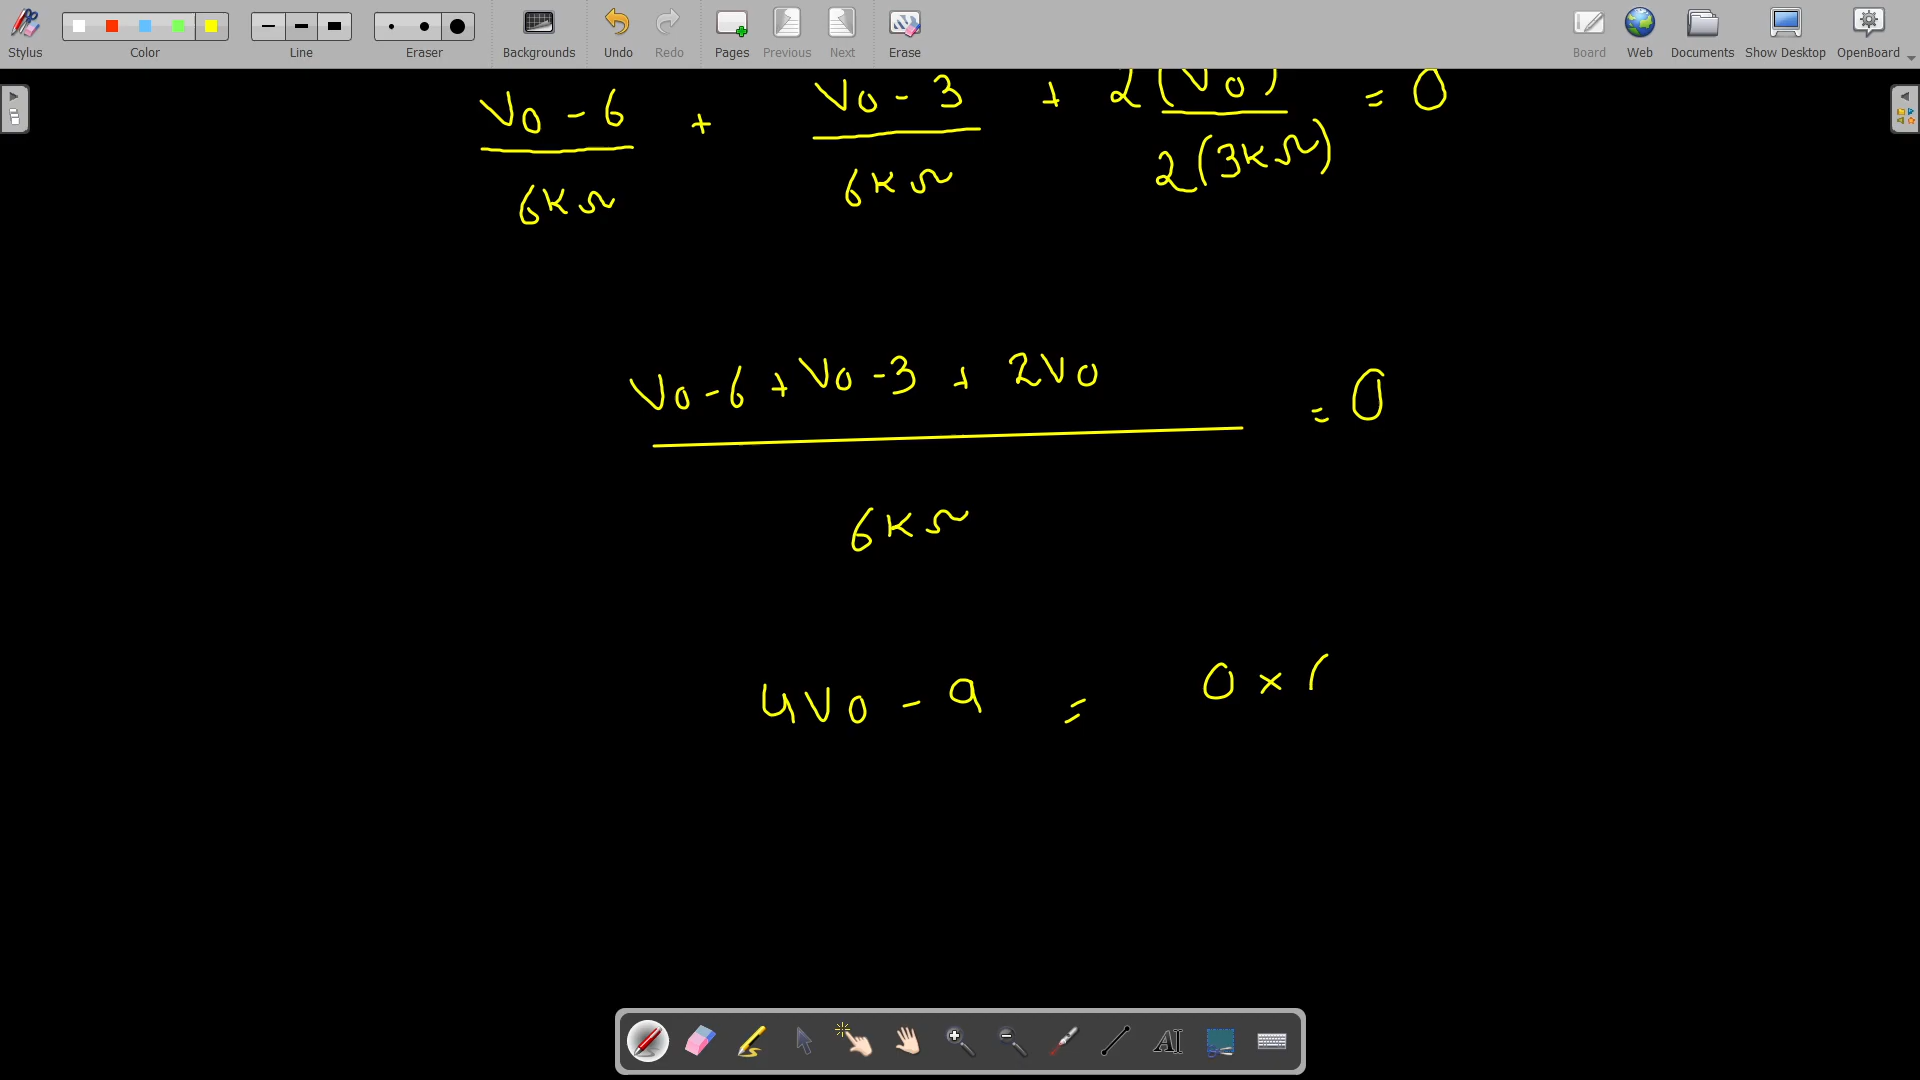 Stylus Color Line Eraser Backgrounds Undo Redo Pages Previous Next Erase Board Web Documents Show Desktop OpenBoard
Vo - 6 + Vo - 3 + 2(Vo) = 0
6KΩ 6KΩ 2(3KΩ)
Vo - 6 + Vo - 3 + 2Vo = 0
6KΩ
4Vo - 9 = 0 × (
AI